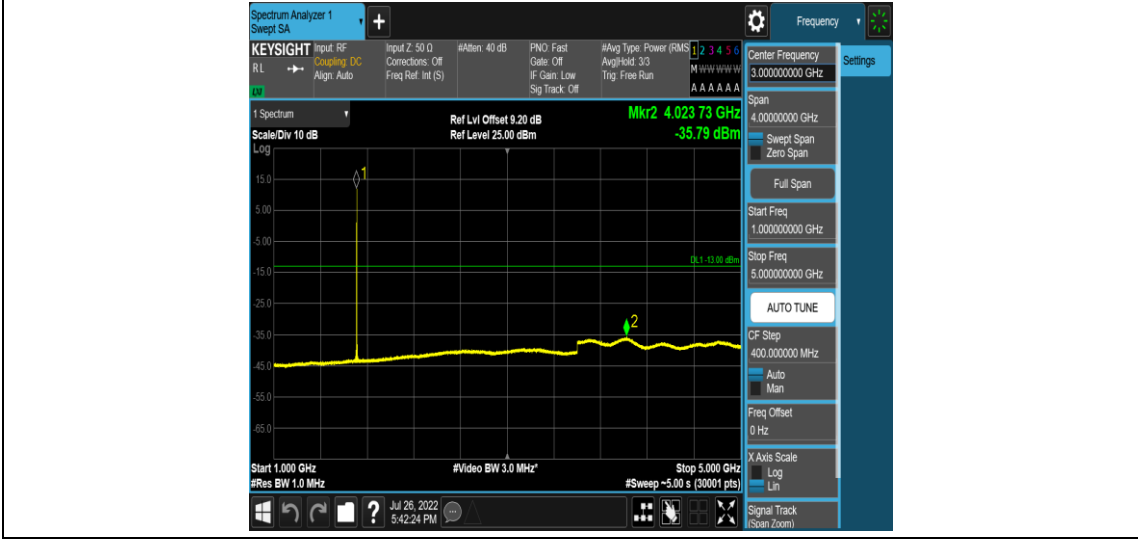 Spectrum Analyzer 1
Swept SA
Frequency
KEYSIGHT
RL
Input: RF
Coupling: DC
Align: Auto
Input Z: 50 Ω
Corrections: Off
Freq Ref: Int (S)
#Atten: 40 dB
PNO: Fast
Gate: Off
IF Gain: Low
Sig Track: Off
#Avg Type: Power (RMS
Avg|Hold: 3/3
Trig: Free Run
1 2 3 4 5 6
M W W W W W
A A A A A A
1 Spectrum
Scale/Div 10 dB
Log
Ref Lvl Offset 9.20 dB
Ref Level 25.00 dBm
Mkr2 4.023 73 GHz
-35.79 dBm
15.0
5.00
-5.00
-15.0
-25.0
-35.0
-45.0
-55.0
-65.0
1
DL1 -13.00 dBm
2
Start 1.000 GHz
#Res BW 1.0 MHz
#Video BW 3.0 MHz*
Stop 5.000 GHz
#Sweep ~5.00 s (30001 pts)
?
Jul 26, 2022
5:42:24 PM
Center Frequency
3.000000000 GHz
Settings
Span
4.00000000 GHz
Swept Span
Zero Span
Full Span
Start Freq
1.000000000 GHz
Stop Freq
5.000000000 GHz
AUTO TUNE
CF Step
400.000000 MHz
Auto
Man
Freq Offset
0 Hz
X Axis Scale
Log
Lin
Signal Track
(Span Zoom)